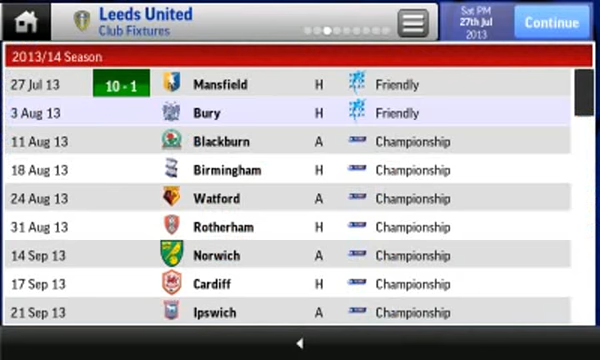 Leeds United
Club Fixtures
Sat PM
27th Jul
2013
Continue
2013/14 Season
27 Jul 13 10 - 1 Mansfield H Friendly
3 Aug 13 Bury H Friendly
11 Aug 13 Blackburn A Championship
18 Aug 13 Birmingham H Championship
24 Aug 13 Watford A Championship
31 Aug 13 Rotherham H Championship
14 Sep 13 Norwich A Championship
17 Sep 13 Cardiff H Championship
21 Sep 13 Ipswich A Championship